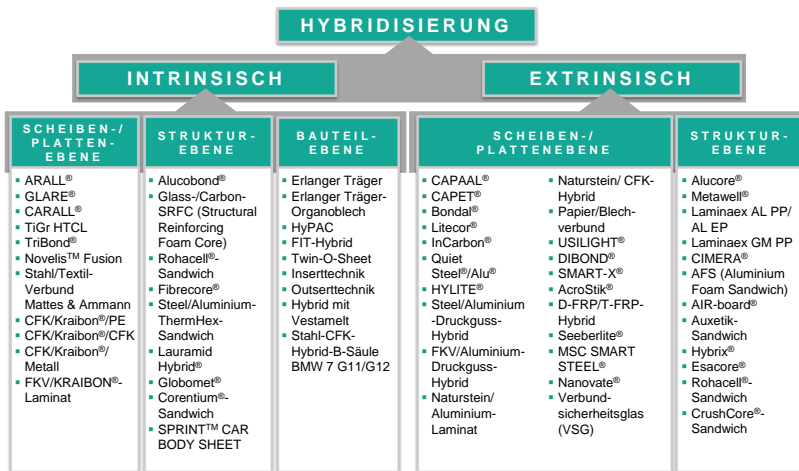 HYBRIDISIERUNG
INTRINSISCH
EXTRINSISCH
SCHEIBEN-/
PLATTEN-
EBENE
▪ ARALL®
▪ GLARE®
▪ CARALL®
▪ TiGr HTCL
▪ TriBond®
▪ Novelis™ Fusion
▪ Stahl/Textil-
Verbund
Mattes & Ammann
▪ CFK/Kraibon®/PE
▪ CFK/Kraibon®/CFK
▪ CFK/Kraibon®/
Metall
▪ FKV/KRAIBON®-
Laminat
STRUKTUR-
EBENE
▪ Alucobond®
▪ Glass-/Carbon-
SRFC (Structural
Reinforcing
Foam Core)
▪ Rohacell®-
Sandwich
▪ Fibrecore®
▪ Steel/Aluminium-
ThermHex-
Sandwich
▪ Lauramid
Hybrid®
▪ Globomet®
▪ Corentium®-
Sandwich
▪ SPRINT™ CAR
BODY SHEET
BAUTEIL-
EBENE
▪ Erlanger Träger
▪ Erlanger Träger-
Organoblech
▪ HyPAC
▪ FIT-Hybrid
▪ Twin-O-Sheet
▪ Inserttechnik
▪ Outserttechnik
▪ Hybrid mit
Vestamelt
▪ Stahl-CFK-
Hybrid-B-Säule
BMW 7 G11/G12
SCHEIBEN-/
PLATTENEBENE
▪ CAPAAL®
▪ CAPET®
▪ Bondal®
▪ Litecor®
▪ InCarbon®
▪ Quiet
Steel®/Alu®
▪ HYLITE®
▪ Steel/Aluminium
-Druckguss-
Hybrid
▪ FKV/Aluminium-
Druckguss-
Hybrid
▪ Naturstein/
Aluminium-
Laminat
▪ Naturstein/ CFK-
Hybrid
▪ Papier/Blech-
verbund
▪ USILIGHT®
▪ DIBOND®
▪ SMART-X®
▪ AcroStik®
▪ D-FRP/T-FRP-
Hybrid
▪ Seeberlite®
▪ MSC SMART
STEEL®
▪ Nanovate®
▪ Verbund-
sicherheitsglas
(VSG)
STRUKTUR-
EBENE
▪ Alucore®
▪ Metawell®
▪ Laminaex AL PP/
AL EP
▪ Laminaex GM PP
▪ CIMERA®
▪ AFS (Aluminium
Foam Sandwich)
▪ AIR-board®
▪ Auxetik-
Sandwich
▪ Hybrix®
▪ Esacore®
▪ Rohacell®-
Sandwich
▪ CrushCore®-
Sandwich